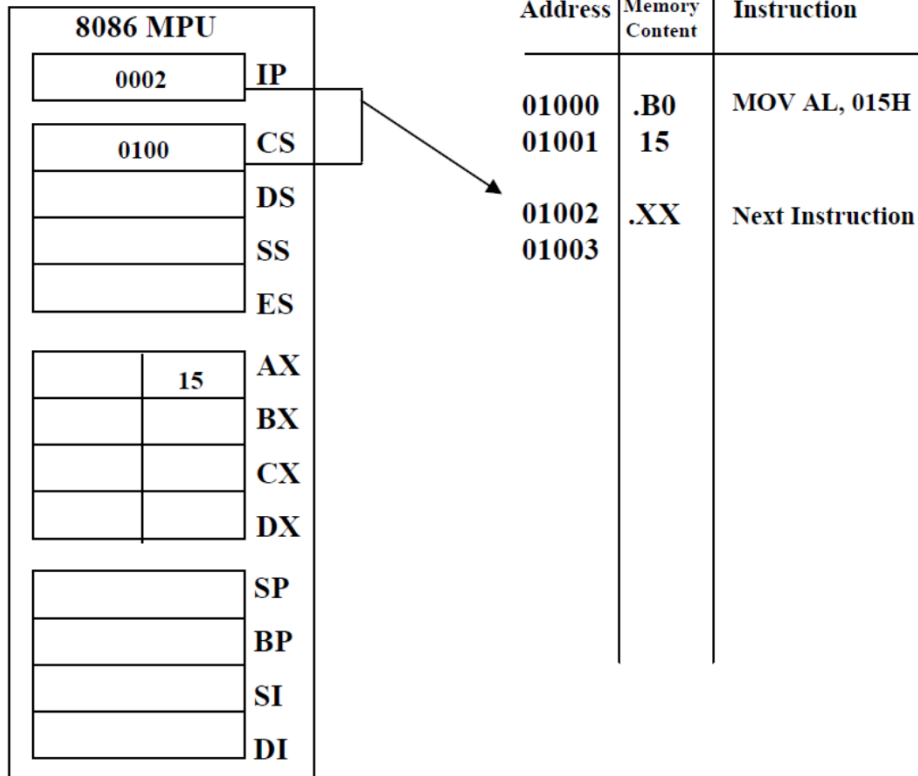 8086 MPU
0002 IP
0100 CS
DS
SS
ES
15 AX
BX
CX
DX
SP
BP
SI
DI
Address Memory Content Instruction
01000 .B0 MOV AL, 015H
01001 15
01002 .XX Next Instruction
01003